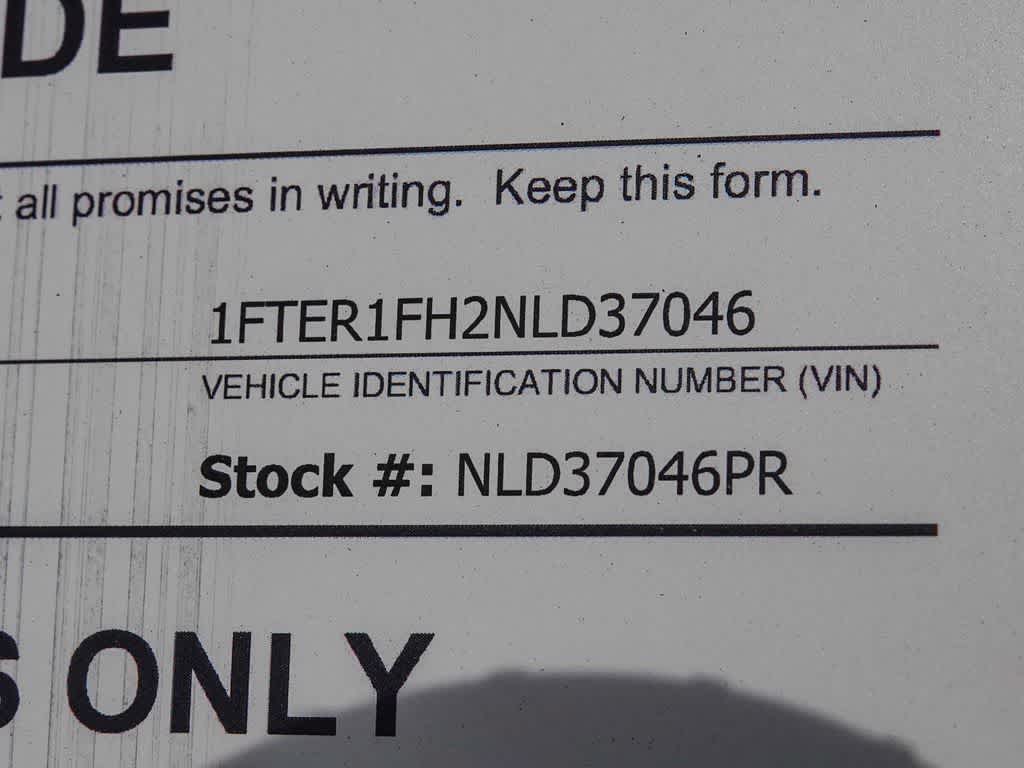 DE
all promises in writing. Keep this form.
1FTER1FH2NLD37046
VEHICLE IDENTIFICATION NUMBER (VIN)
Stock #: NLD37046PR
S ONLY